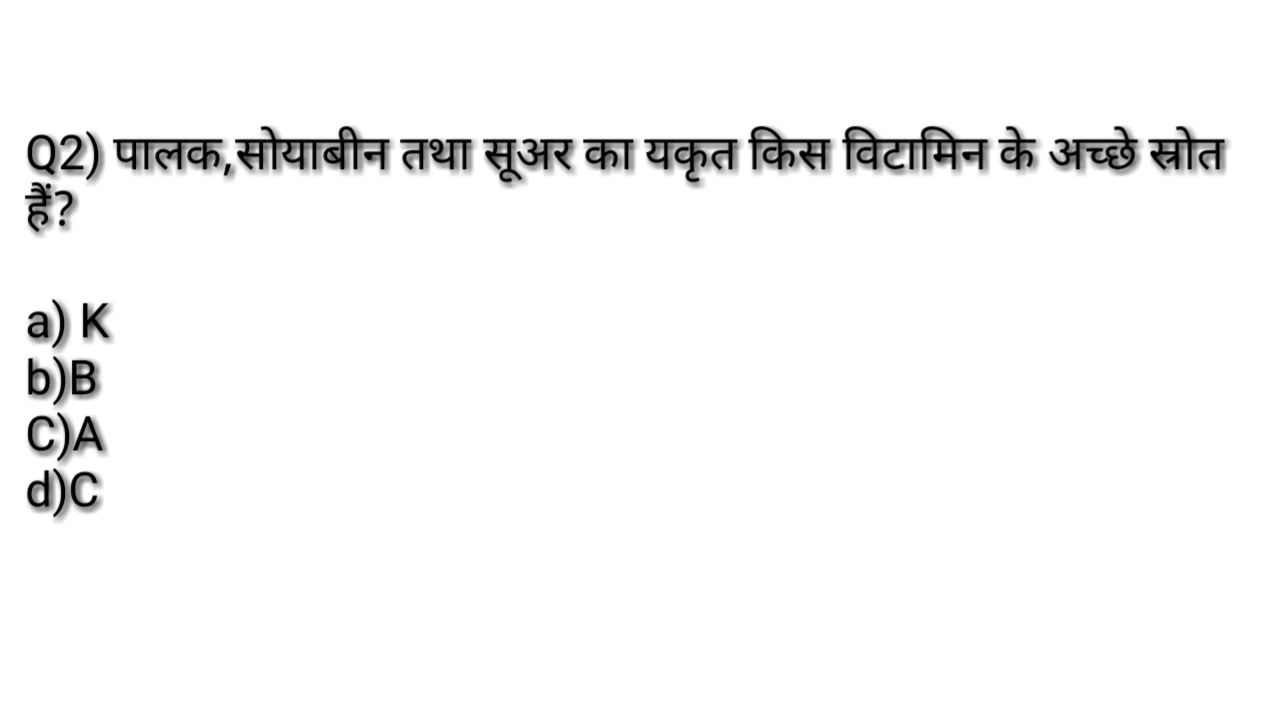 Q2) पालक,सोयाबीन तथा सूअर का यकृत किस विटामिन के अच्छे स्रोत
हैं?
a) K
b)B
C)A
d)C